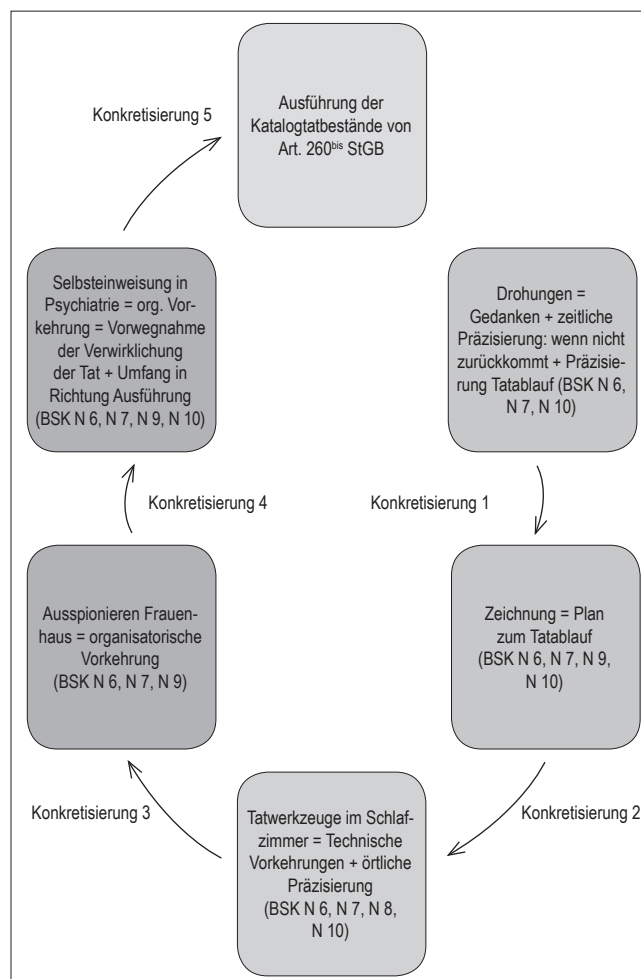 Konkretisierung 5
Ausführung der
Katalogtatbestände von
Art. 260bis StGB
Drohungen =
Gedanken + zeitliche
Präzisierung: wenn nicht
zurückkommt + Präzisie-
rung Tatablauf (BSK N 6,
N 7, N 10)
Konkretisierung 1
Zeichnung = Plan
zum Tatablauf
(BSK N 6, N 7, N 9,
N 10)
Konkretisierung 2
Tatwerkzeuge im Schlaf-
zimmer = Technische
Vorkehrungen + örtliche
Präzisierung
(BSK N 6, N 7, N 8,
N 10)
Konkretisierung 3
Ausspionieren Frauen-
haus = organisatorische
Vorkehrung
(BSK N 6, N 7, N 9)
Konkretisierung 4
Selbsteinweisung in
Psychiatrie = org. Vor-
kehrung = Vorwegnahme
der Verwirklichung
der Tat + Umfang in
Richtung Ausführung
(BSK N 6, N 7, N 9, N 10)